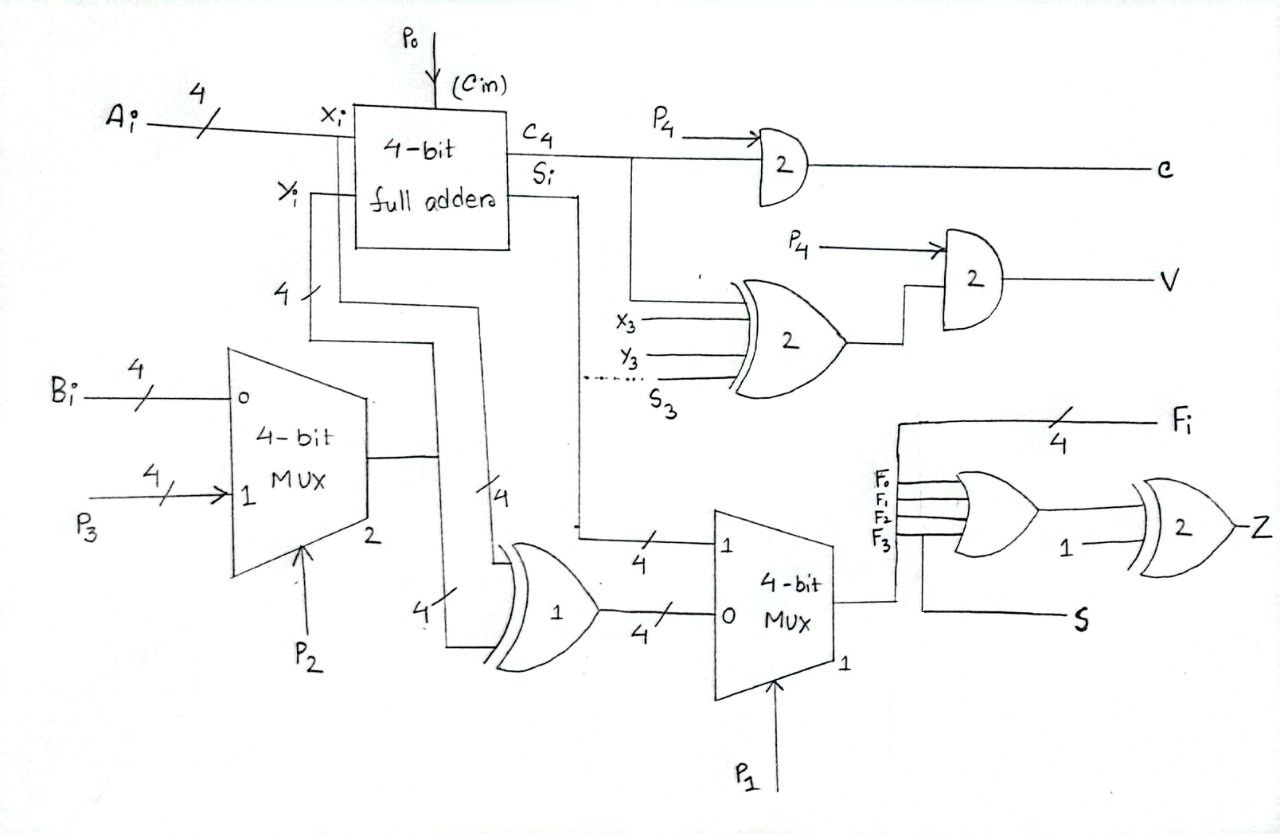 P₀
(Cin)
4
Ai
xi
4-bit
full adder
C₄
Si
P₄
2
C
yi
4
P₄
2
V
x₃
y₃
S₃
2
4
Bi
0
4-bit
MUX
4
1
P₃
2
P₂
4
4
1
4
4
1
4-bit
MUX
0
1
P₁
4
Fi
F₀
F₁
F₂
F₃
1
2
Z
S